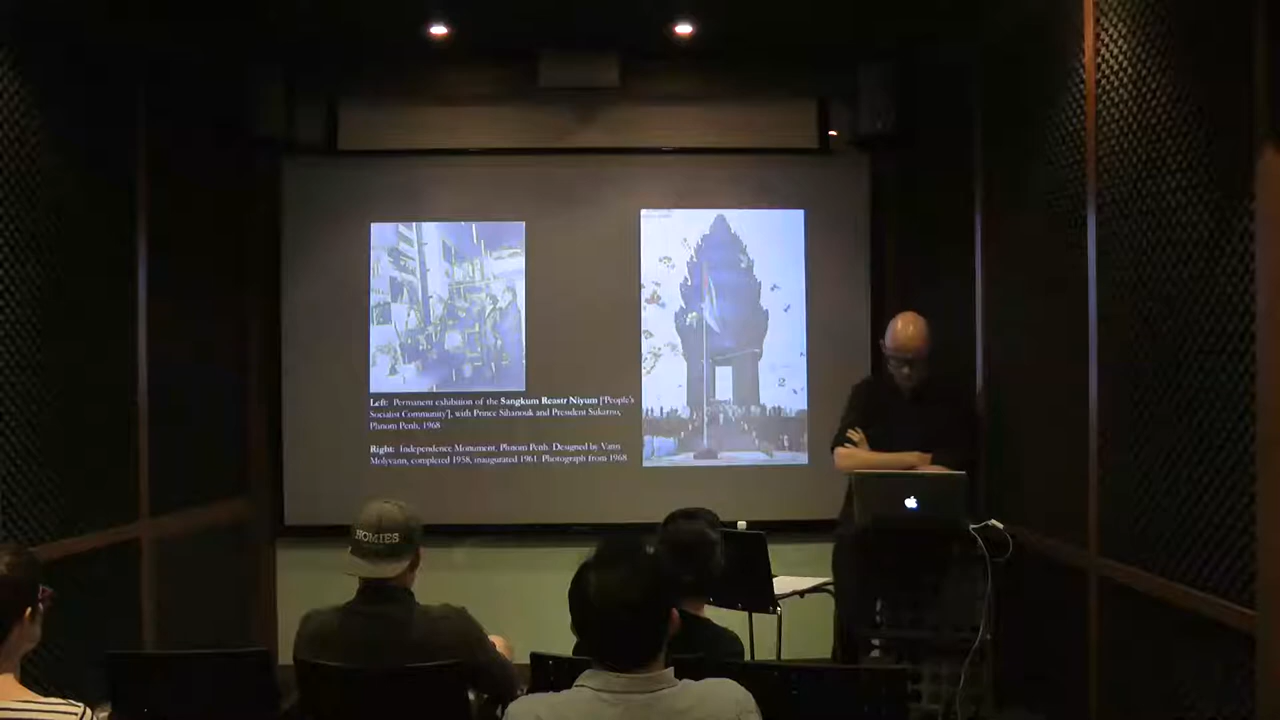 Left: Permanent exhibition of the Sangkum Reastr Niyum ['People's
Socialist Community'], with Prince Sihanouk and President Sukarno,
Phnom Penh, 1968
Right: Independence Monument, Phnom Penh. Designed by Vann
Molyvann, completed 1958, inaugurated 1961. Photograph from 1968
2
HOMIES